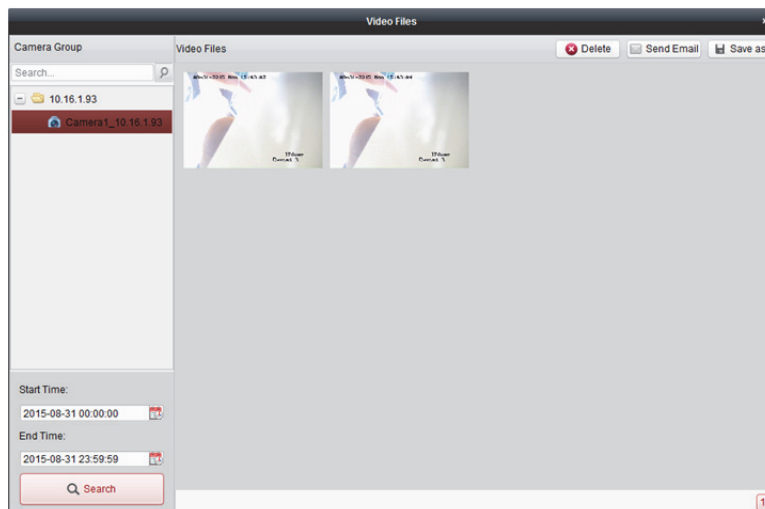 Video Files
Camera Group
Video Files
Delete
Send Email
Save as
Search...
10.16.1.93
Camera1_10.16.1.93
Start Time:
2015-08-31 00:00:00
End Time:
2015-08-31 23:59:59
Search
1